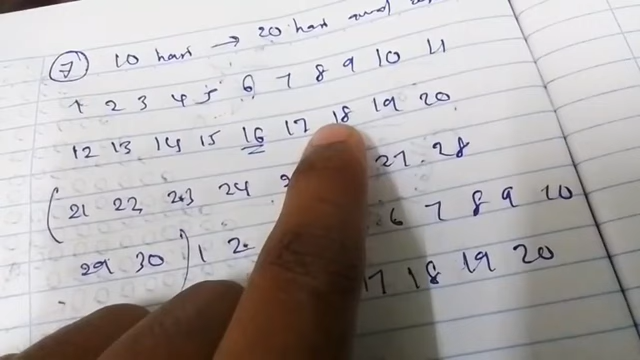 7 10 hari → 20 hari
1 2 3 4 5 6 7 8 9 10 11
12 13 14 15 16 17 18 19 20
(21 22 23 24 27 28
29 30) 1 2 6 7 8 9 10
17 18 19 20